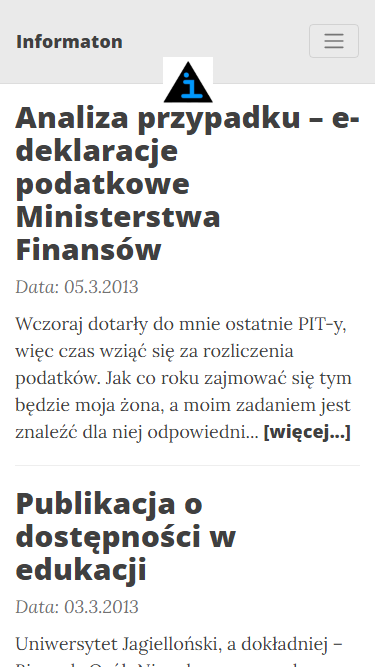 Informaton
Analiza przypadku – e-
deklaracje
podatkowe
Ministerstwa
Finansów
Data: 05.3.2013
Wczoraj dotarły do mnie ostatnie PIT-y,
więc czas wziąć się za rozliczenia
podatków. Jak co roku zajmować się tym
będzie moja żona, a moim zadaniem jest
znaleźć dla niej odpowiedni... [więcej...]
Publikacja o
dostępności w
edukacji
Data: 03.3.2013
Uniwersytet Jagielloński, a dokładniej –